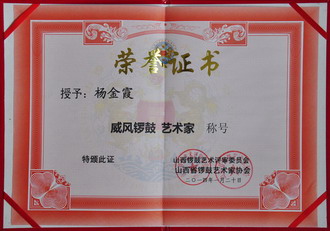 荣誉证书
授予：杨金霞
威风锣鼓 艺术家 称号
特颁此证
山西锣鼓艺术评审委员会
山西省锣鼓艺术家协会
二〇一四年一月二十日